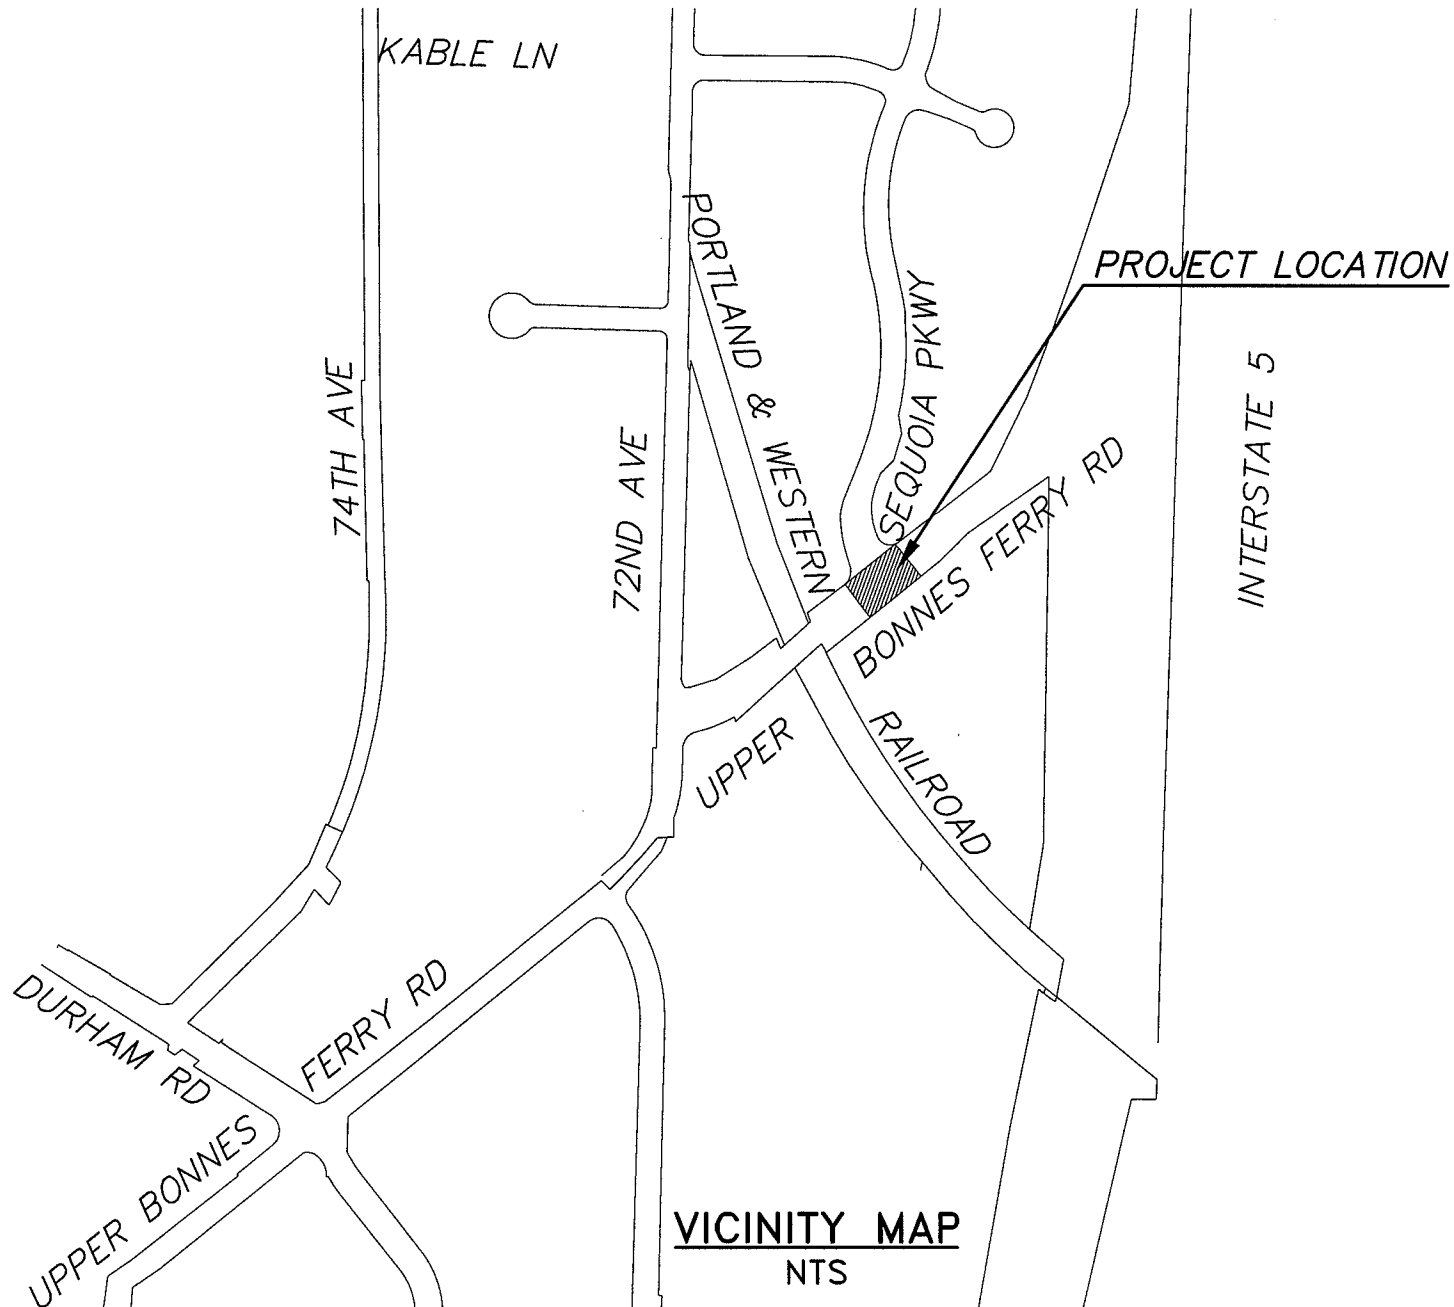 KABLE LN
PORTLAND & WESTERN
PROJECT LOCATION
SEQUOIA PKWY
74TH AVE
72ND AVE
INTERSTATE 5
UPPER BONNES FERRY RD
RAILROAD
DURHAM RD
UPPER BONNES FERRY RD
VICINITY MAP
NTS